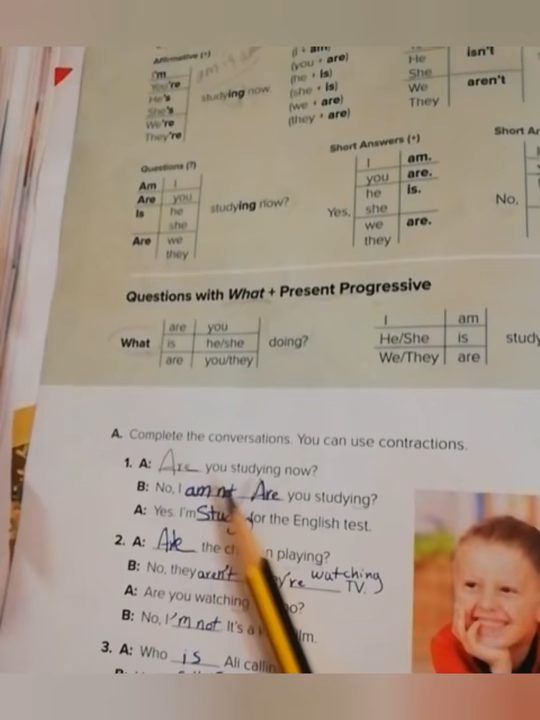 Affirmative (+)
I'm
You're
He's
She's
We're
They're
studying now
(I + am)
(you + are)
(he + is)
(she + is)
(we + are)
(they + are)
He
She
We
They
isn't
aren't
Questions (?)
Am I
Are you
Is he
she
Are we
they
studying now?
Short Answers (+)
Yes,
I am.
you are.
he is.
she
we are.
they
Short
No,
Questions with What + Present Progressive
What
are you
is he/she
are you/they
doing?
I am
He/She is
We/They are
study
A. Complete the conversations. You can use contractions.
1. A: Are you studying now?
B: No, I am not Are you studying?
A: Yes. I'm for the English test.
2. A: Are the playing?
B: No, they aren't watching TV.
A: Are you watching
B: No, I'm not It's a
3. A: Who is Ali